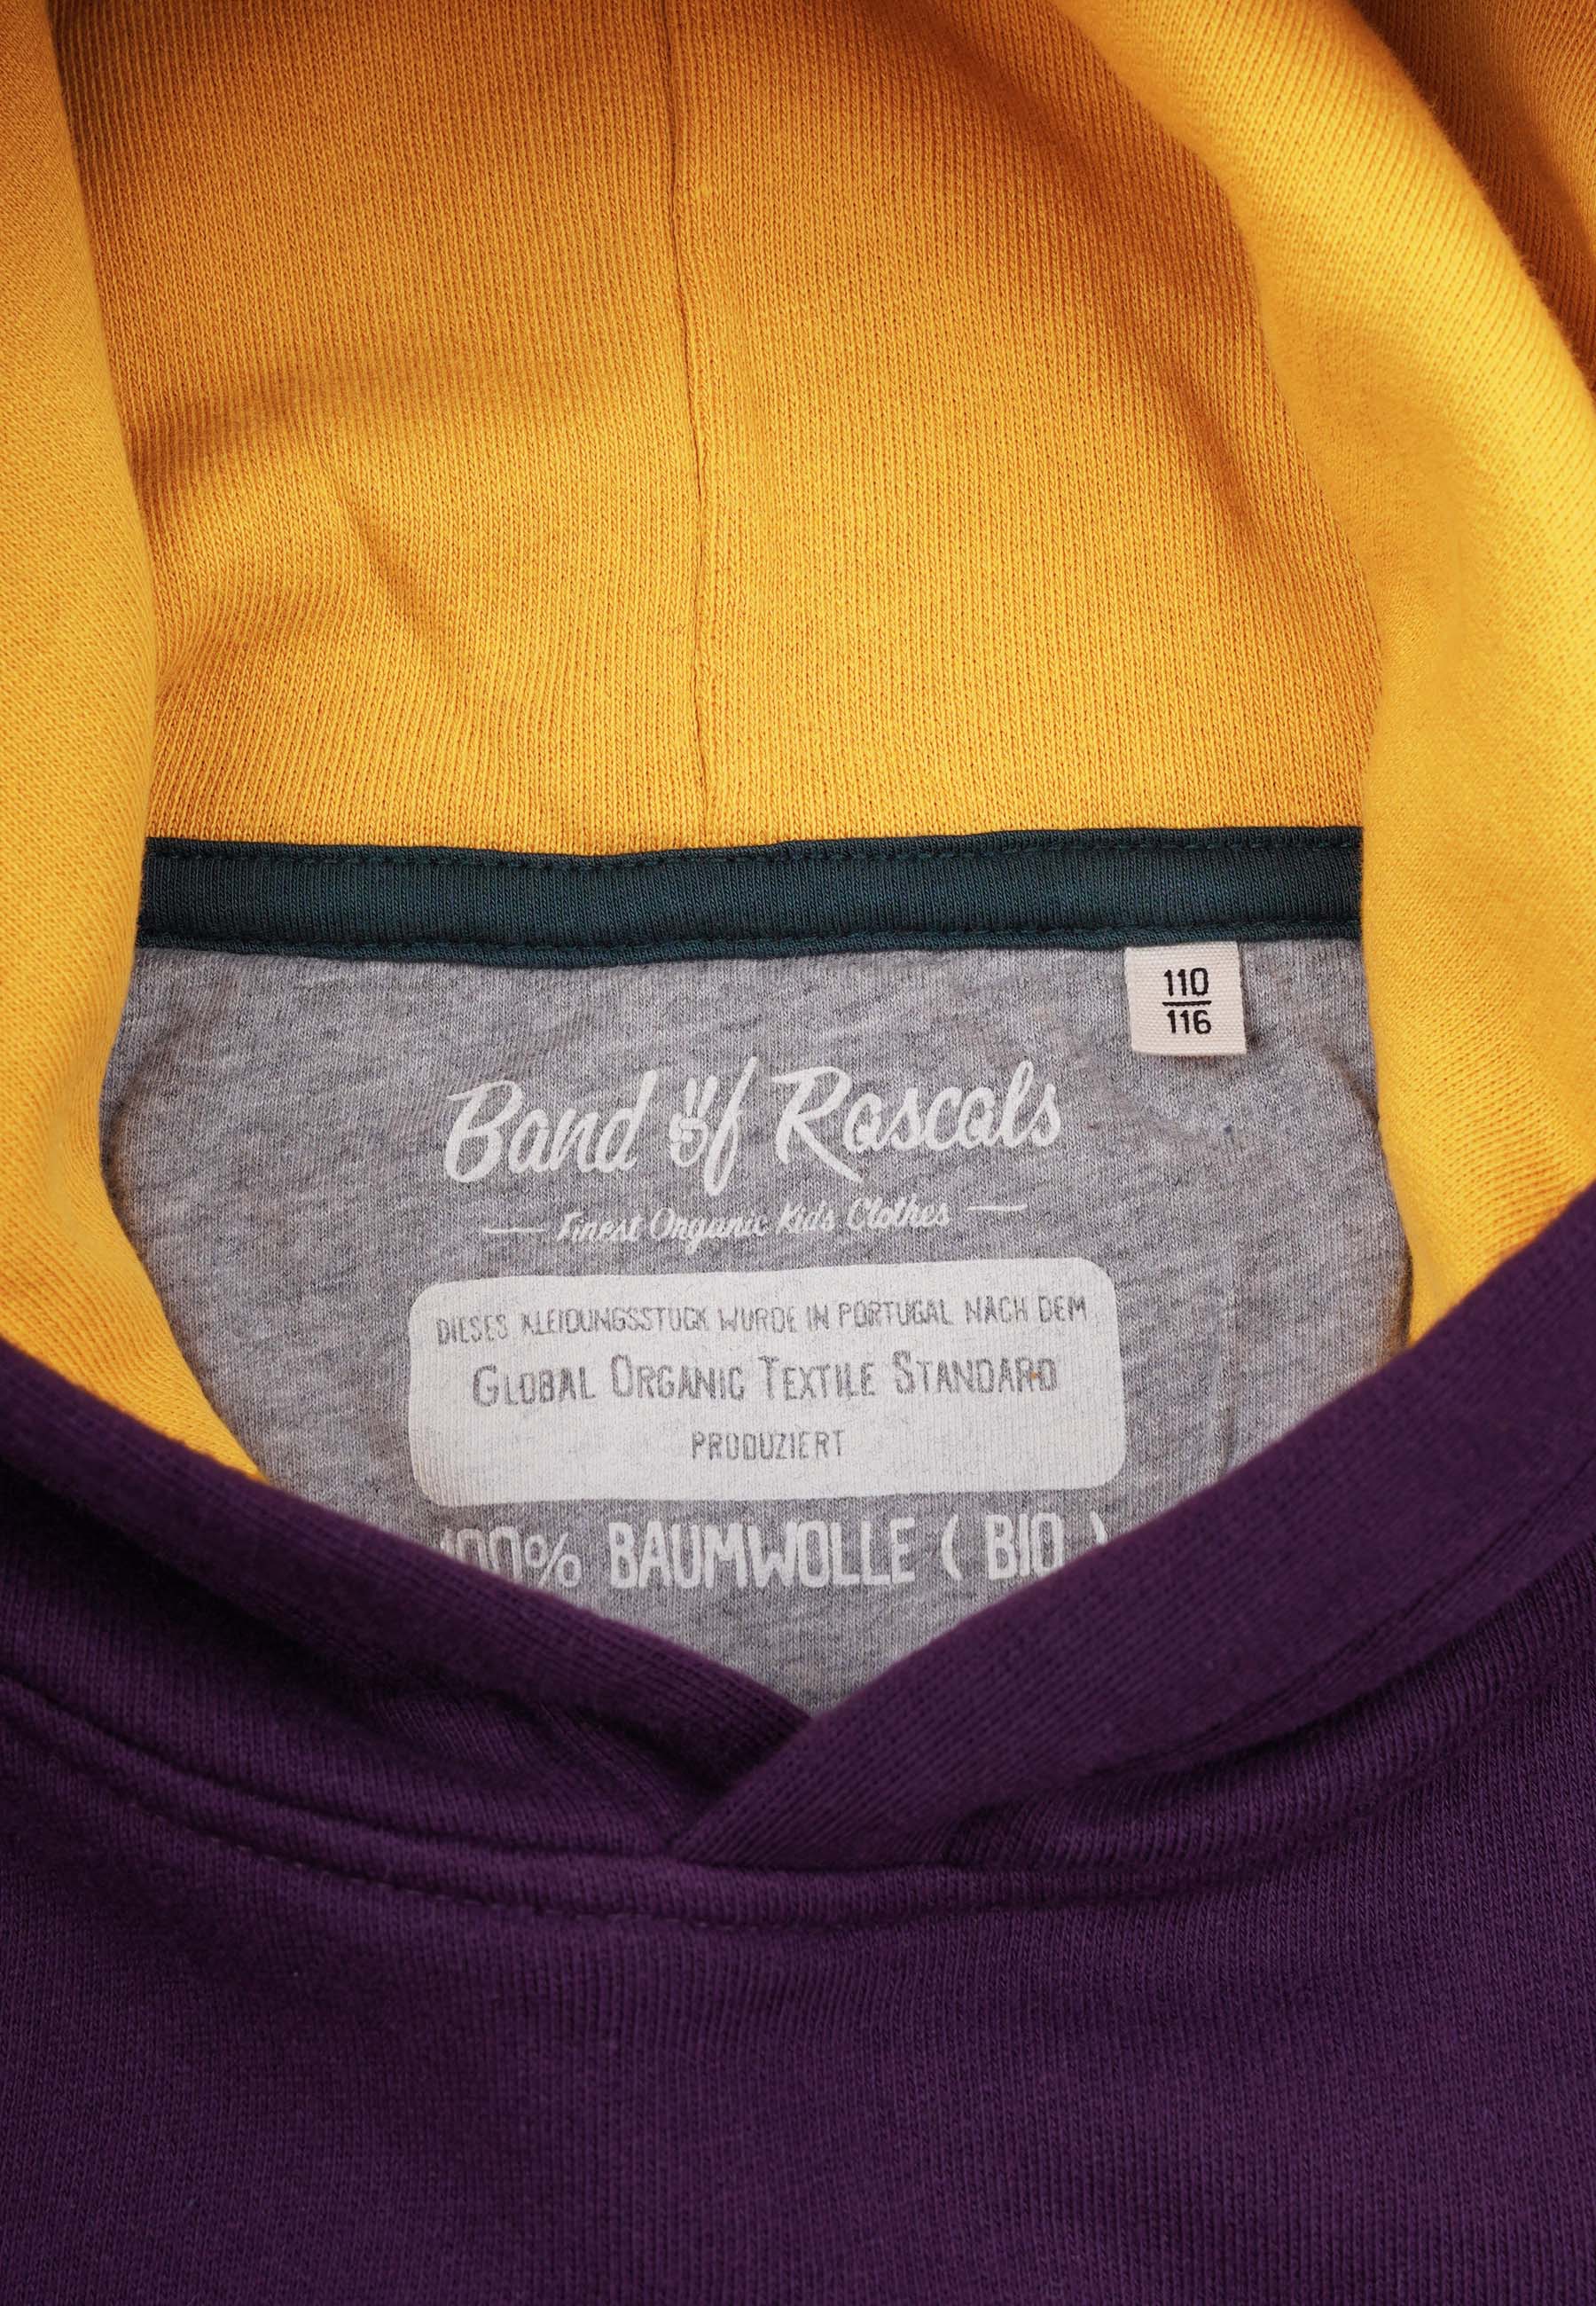 110
116
Band of Rascals
Finest Organic Kids Clothes
DIESES KLEIDUNGSSTÜCK WURDE IN PORTUGAL NACH DEM
GLOBAL ORGANIC TEXTILE STANDARD
PRODUZIERT
100% BAUMWOLLE ( BIO )